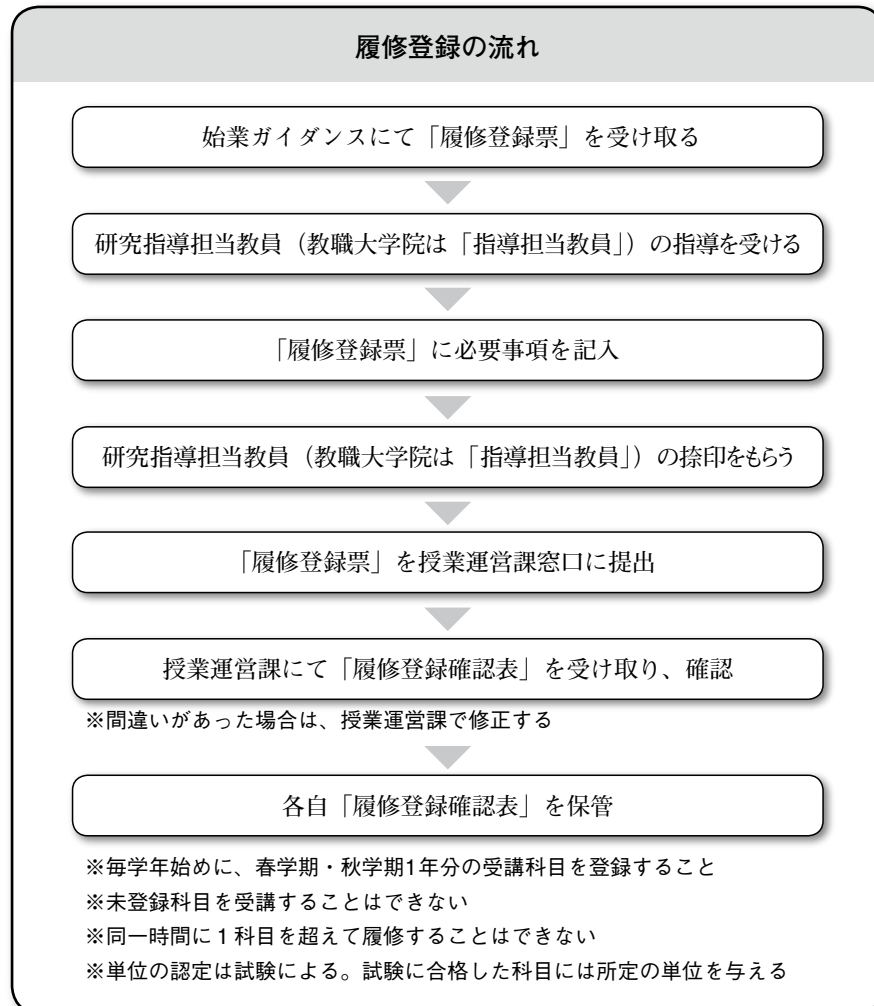 履修登録の流れ
始業ガイダンスにて「履修登録票」を受け取る
研究指導担当教員（教職大学院は「指導担当教員」）の指導を受ける
「履修登録票」に必要事項を記入
研究指導担当教員（教職大学院は「指導担当教員」）の捺印をもらう
「履修登録票」を授業運営課窓口に提出
授業運営課にて「履修登録確認表」を受け取り、確認
※間違いがあった場合は、授業運営課で修正する
各自「履修登録確認表」を保管
※毎学年始めに、春学期・秋学期1年分の受講科目を登録すること
※未登録科目を受講することはできない
※同一時間に１科目を超えて履修することはできない
※単位の認定は試験による。試験に合格した科目には所定の単位を与える